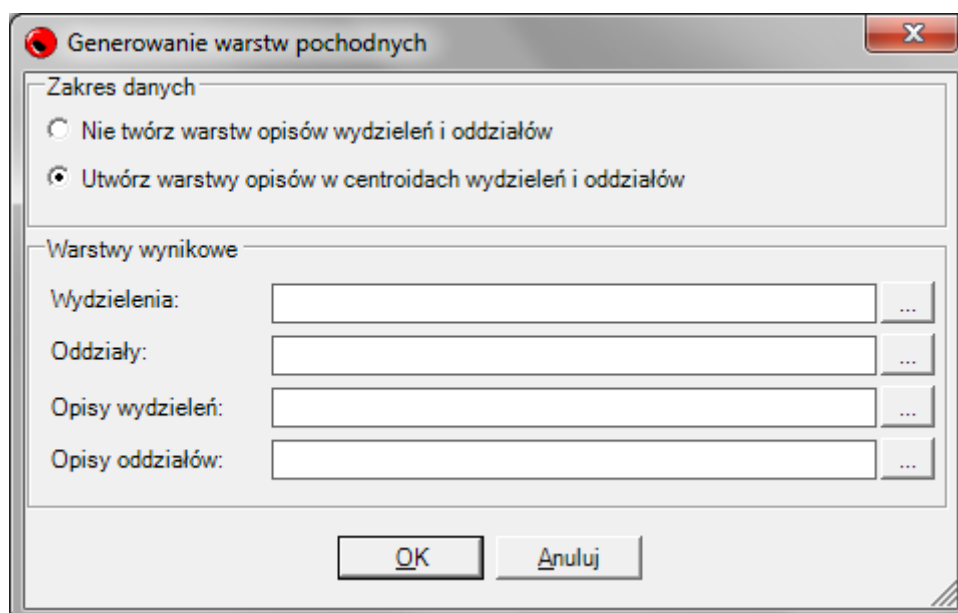 Generowanie warstw pochodnych
Zakres danych
Nie twórz warstw opisów wydzieleń i oddziałów
Utwórz warstwy opisów w centroidach wydzieleń i oddziałów
Warstwy wynikowe
Wydzielenia: ...
Oddziały: ...
Opisy wydzieleń: ...
Opisy oddziałów: ...
OK Anuluj